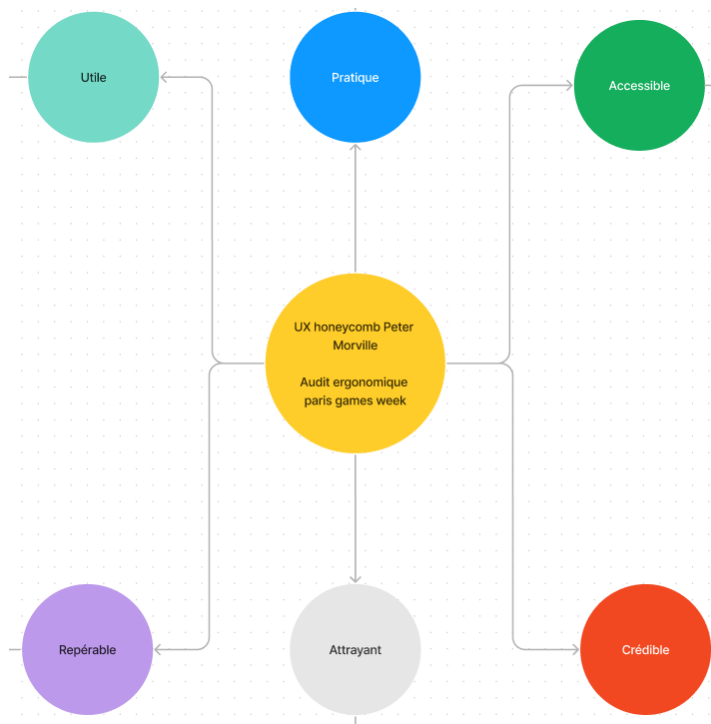 Utile
Pratique
Accessible
UX honeycomb Peter
Morville
Audit ergonomique
paris games week
Repérable
Attrayant
Crédible